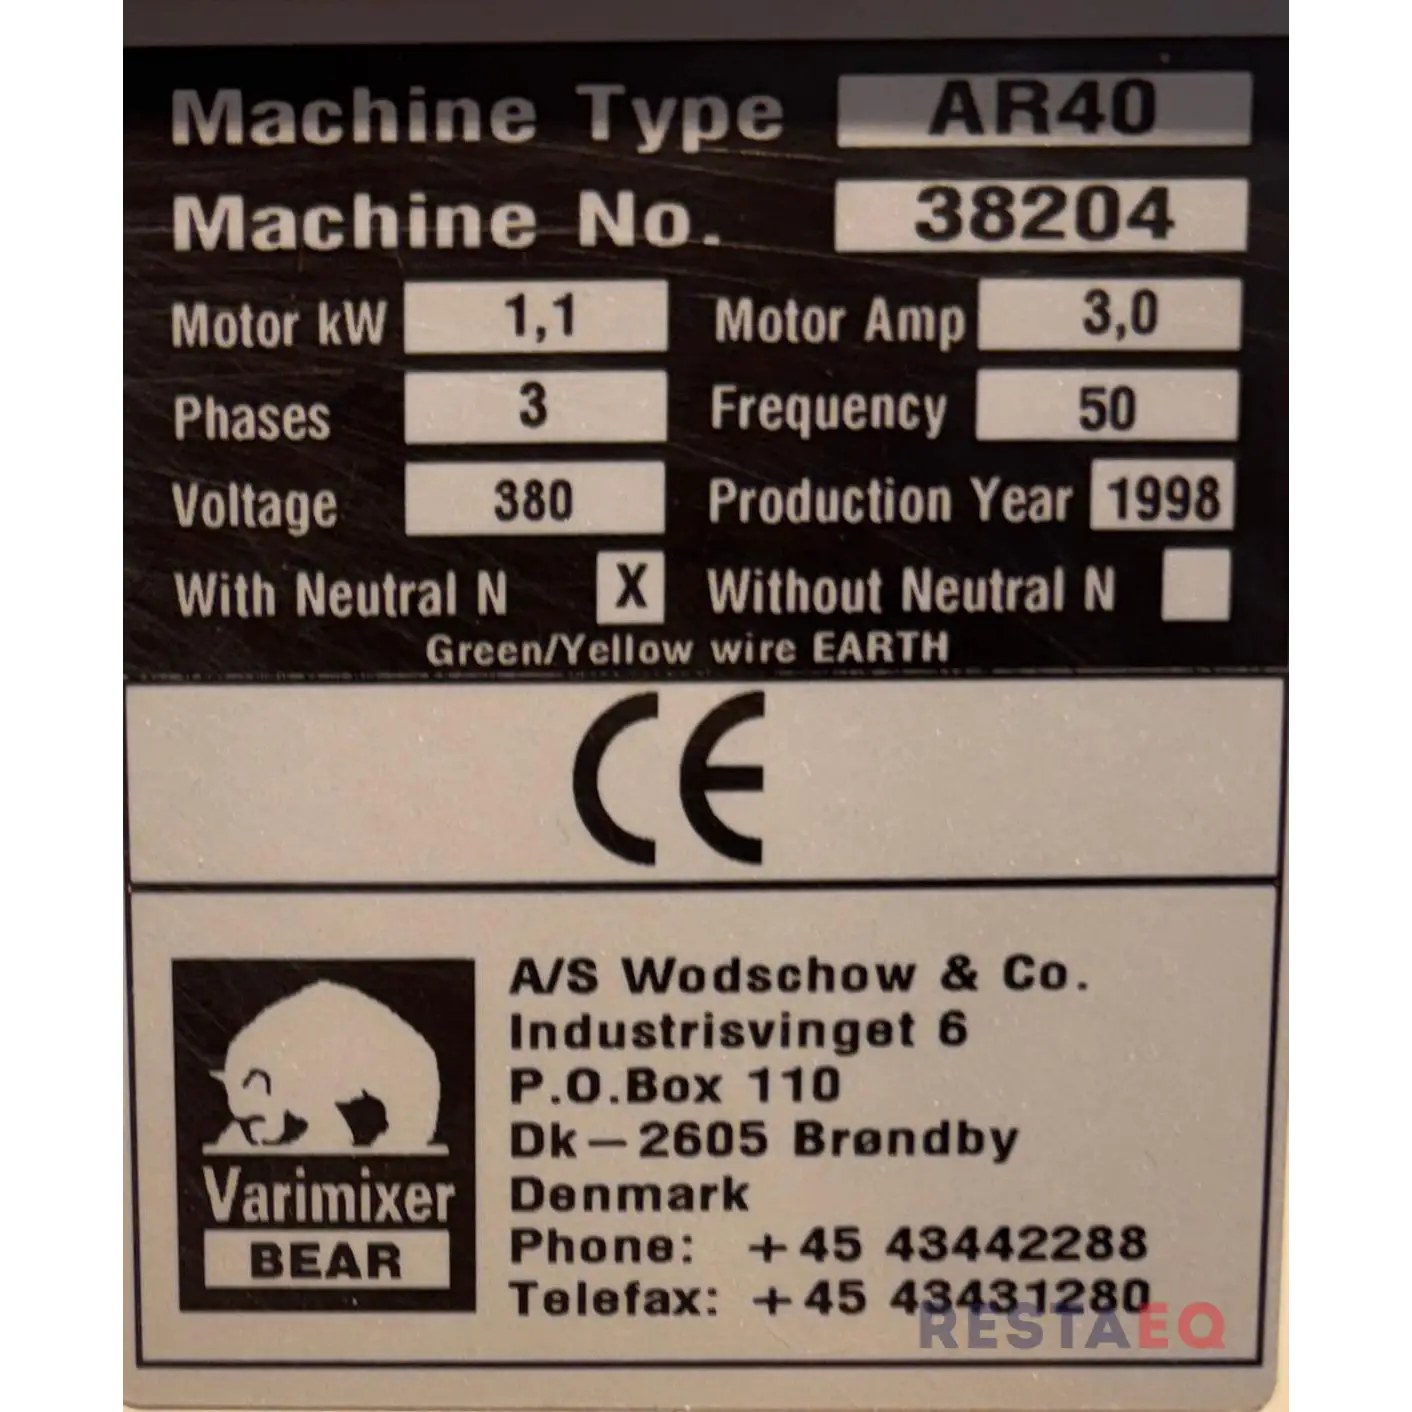 Machine Type AR40
Machine No. 38204
Motor kW 1,1 Motor Amp 3,0
Phases 3 Frequency 50
Voltage 380 Production Year 1998
With Neutral N X Without Neutral N
Green/Yellow wire EARTH
CE
A/S Wodschow & Co.
Industrisvinget 6
P.O.Box 110
Dk–2605 Brøndby
Denmark
Phone: +45 43442288
Telefax: +45 43431280
Varimixer
BEAR
RESTAEQ